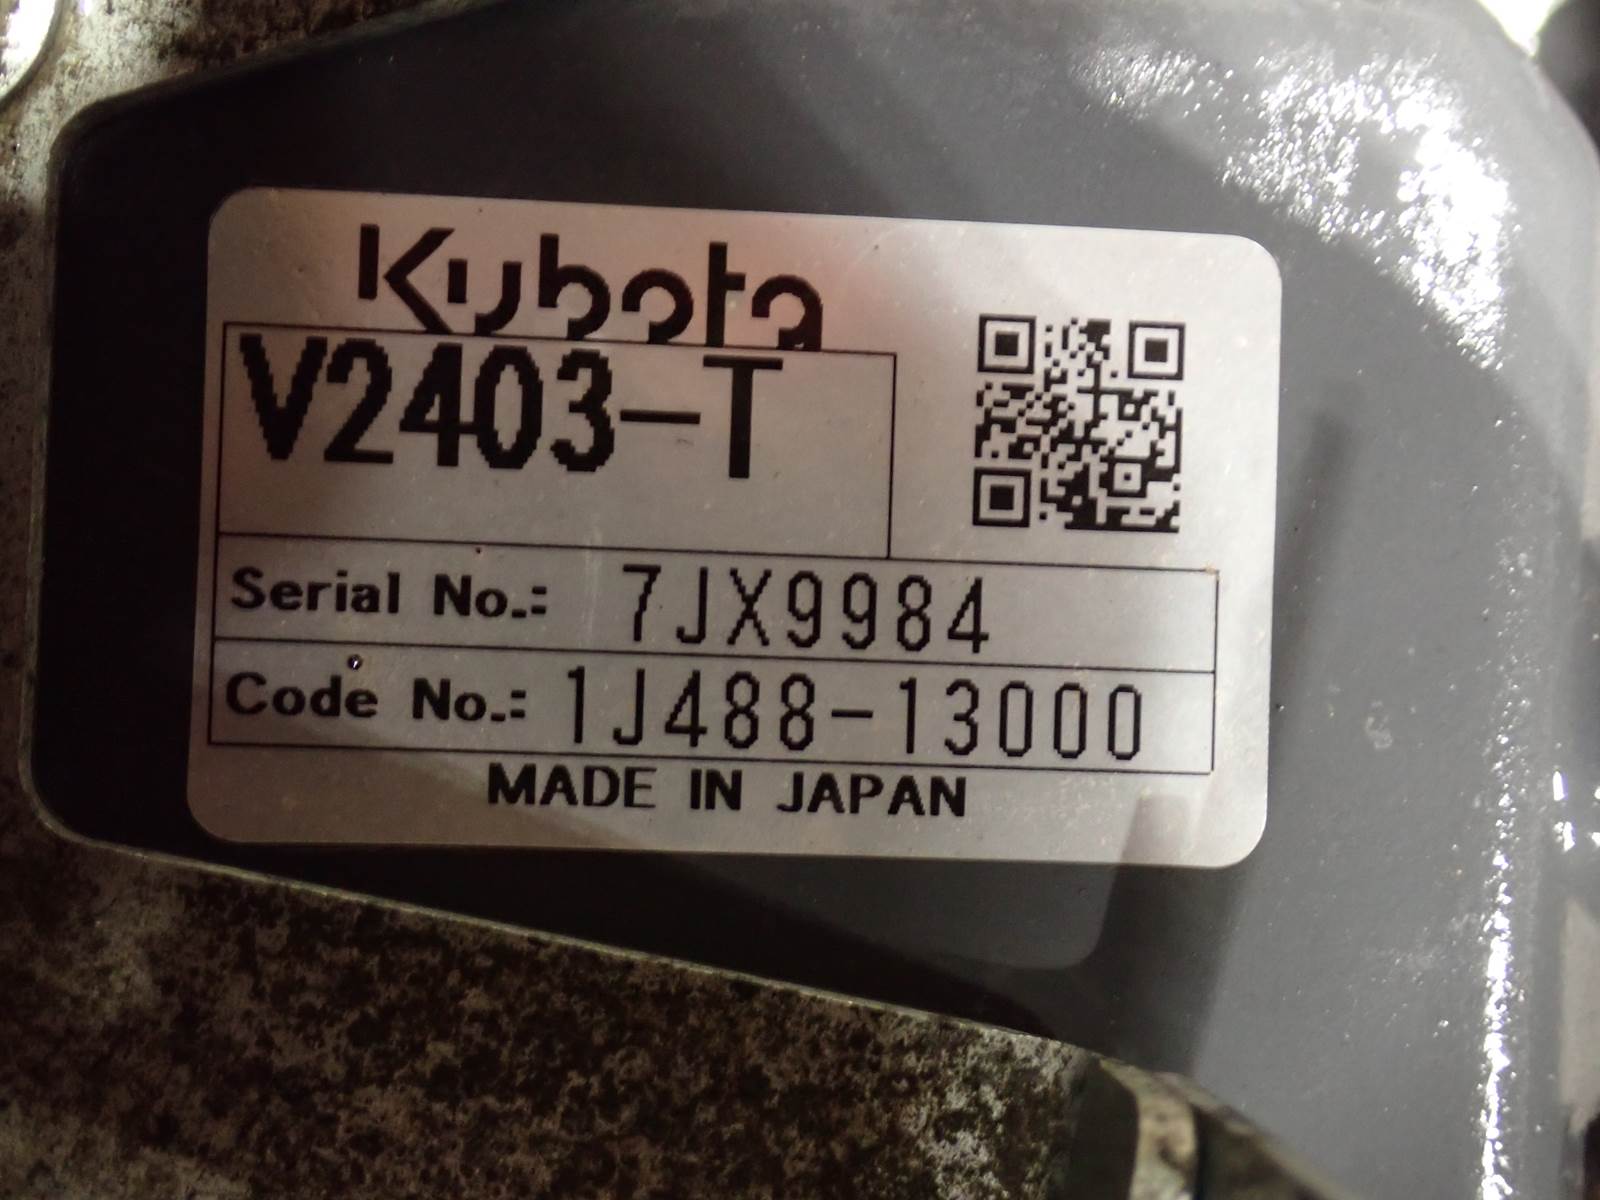 Kubota
V2403-T
Serial No.: 7JX9984
Code No.: 1J488-13000
MADE IN JAPAN